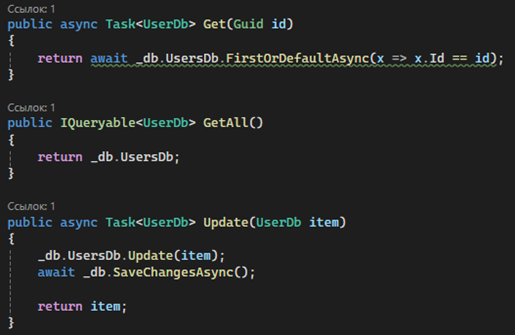 Ссылок: 1
public async Task<UserDb> Get(Guid id)
{
return await _db.UsersDb.FirstOrDefaultAsync(x => x.Id == id);
}
Ссылок: 1
public IQueryable<UserDb> GetAll()
{
return _db.UsersDb;
}
Ссылок: 1
public async Task<UserDb> Update(UserDb item)
{
_db.UsersDb.Update(item);
await _db.SaveChangesAsync();
return item;
}